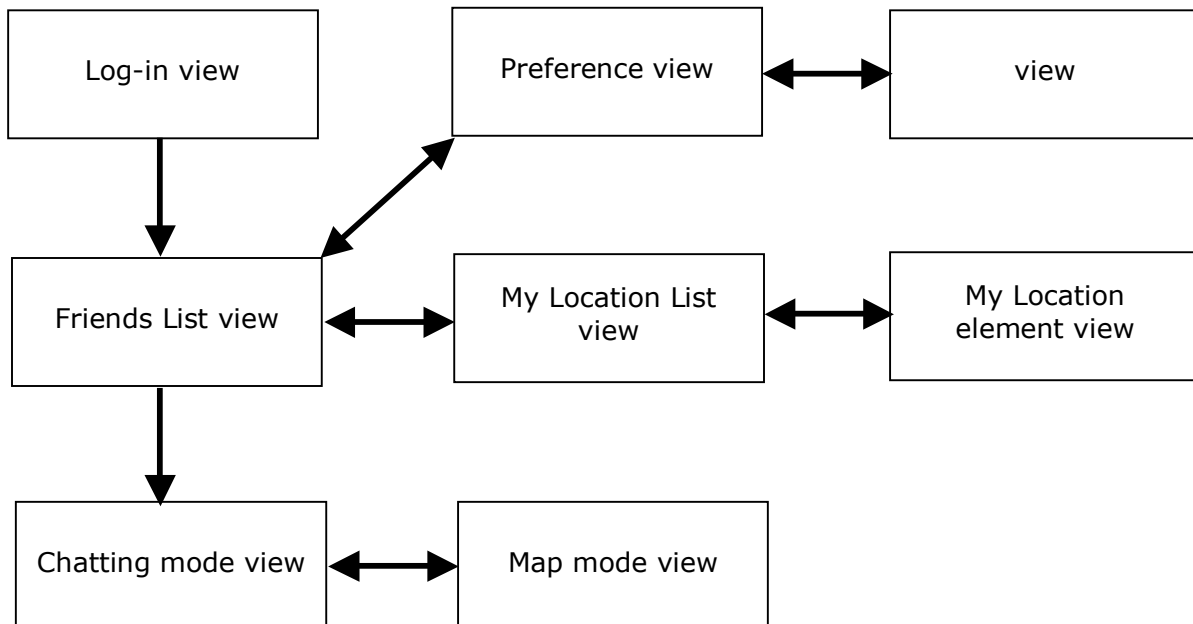 Log-in view
Preference view
view
Friends List view
My Location List
view
My Location
element view
Chatting mode view
Map mode view